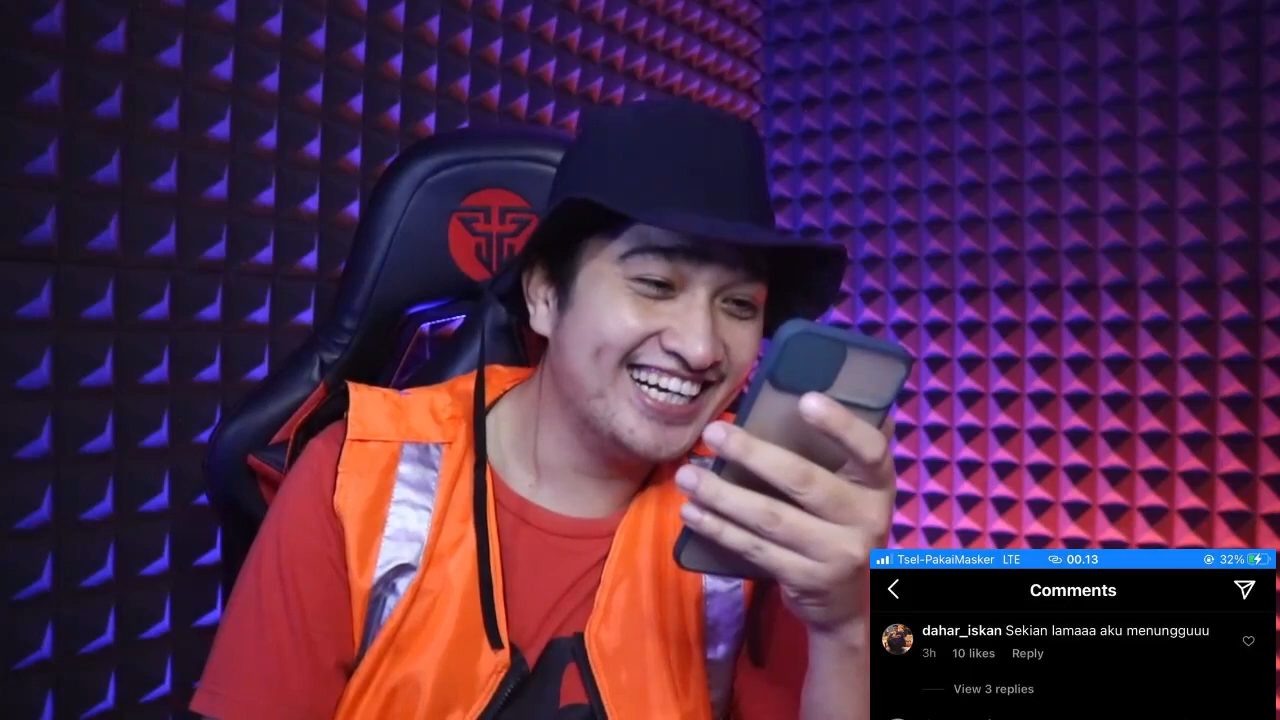 Tsel-PakaiMasker LTE 00.13 32%
Comments
dahar_iskan Sekian lamaaa aku menungguuu
3h 10 likes Reply
View 3 replies